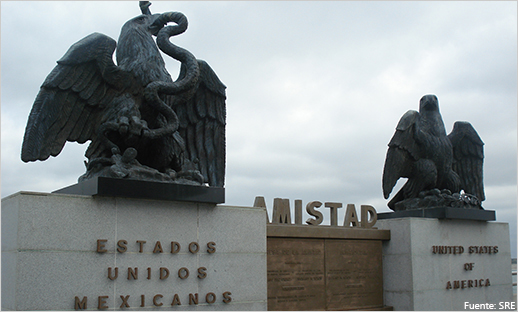 AMISTAD
ESTADOS
UNIDOS
MEXICANOS
UNITED STATES
OF
AMERICA
Fuente: SRE